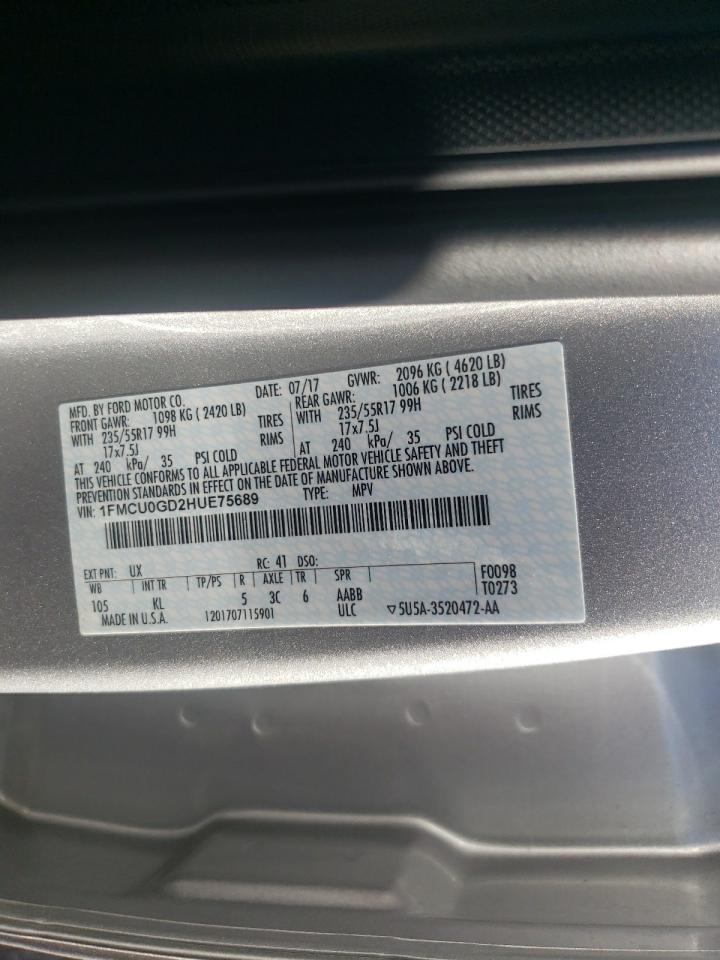 MFD. BY FORD MOTOR CO. DATE: 07/17 GVWR: 2096 KG ( 4620 LB)
FRONT GAWR: 1098 KG ( 2420 LB) REAR GAWR: 1006 KG ( 2218 LB)
WITH 235/55R17 99H TIRES WITH 235/55R17 99H TIRES
17x7.5J RIMS 17x7.5J RIMS
AT 240 kPa/ 35 PSI COLD AT 240 kPa/ 35 PSI COLD
THIS VEHICLE CONFORMS TO ALL APPLICABLE FEDERAL MOTOR VEHICLE SAFETY AND THEFT
PREVENTION STANDARDS IN EFFECT ON THE DATE OF MANUFACTURE SHOWN ABOVE.
VIN: 1FMCU0GD2HUE75689 TYPE: MPV
EXT PNT: UX RC: 41 DSO: F0098
WB INT TR TP/PS R AXLE TR SPR T0273
105 KL 5 3C 6 AABB
MADE IN U.S.A. 1201707115901 ULC ▽5U5A-3520472-AA